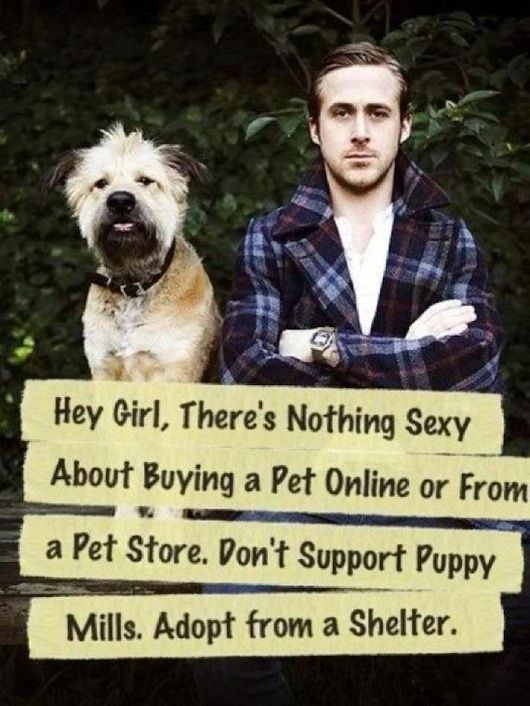 Hey Girl, There's Nothing Sexy
About Buying a Pet Online or From
a Pet Store. Don't Support Puppy
Mills. Adopt from a Shelter.